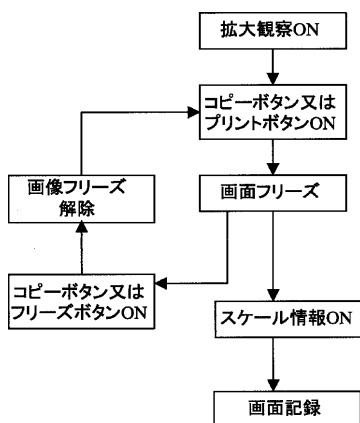 拡大観察ON
コピーボタン又は
プリントボタンON
画像フリーズ
解除
画面フリーズ
コピーボタン又は
フリーズボタンON
スケール情報ON
画面記録